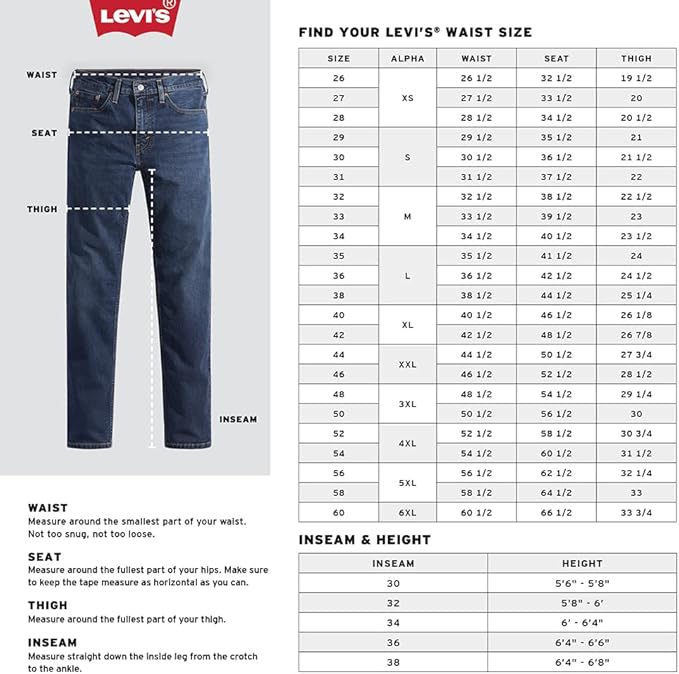 LEVI'S®
WAIST
SEAT
THIGH
INSEAM
WAIST
Measure around the smallest part of your waist.
Not too snug, not too loose.
SEAT
Measure around the fullest part of your hips. Make sure
to keep the tape measure as horizontal as you can.
THIGH
Measure around the fullest part of your thigh.
INSEAM
Measure straight down the inside leg from the crotch
to the ankle.
FIND YOUR LEVI'S® WAIST SIZE
SIZE ALPHA WAIST SEAT THIGH
26 26 1/2 32 1/2 19 1/2
27 XS 27 1/2 33 1/2 20
28 28 1/2 34 1/2 20 1/2
29 29 1/2 35 1/2 21
30 S 30 1/2 36 1/2 21 1/2
31 31 1/2 37 1/2 22
32 32 1/2 38 1/2 22 1/2
33 M 33 1/2 39 1/2 23
34 34 1/2 40 1/2 23 1/2
35 35 1/2 41 1/2 24
36 L 36 1/2 42 1/2 24 1/2
38 38 1/2 44 1/2 25 1/4
40 XL 40 1/2 46 1/2 26 1/8
42 42 1/2 48 1/2 26 7/8
44 XXL 44 1/2 50 1/2 27 3/4
46 46 1/2 52 1/2 28 1/2
48 3XL 48 1/2 54 1/2 29 1/4
50 50 1/2 56 1/2 30
52 4XL 52 1/2 58 1/2 30 3/4
54 54 1/2 60 1/2 31 1/2
56 5XL 56 1/2 62 1/2 32 1/4
58 58 1/2 64 1/2 33
60 6XL 60 1/2 66 1/2 33 3/4
INSEAM & HEIGHT
INSEAM HEIGHT
30 5'6" - 5'8"
32 5'8" - 6'
34 6' - 6'4"
36 6'4" - 6'6"
38 6'4" - 6'8"